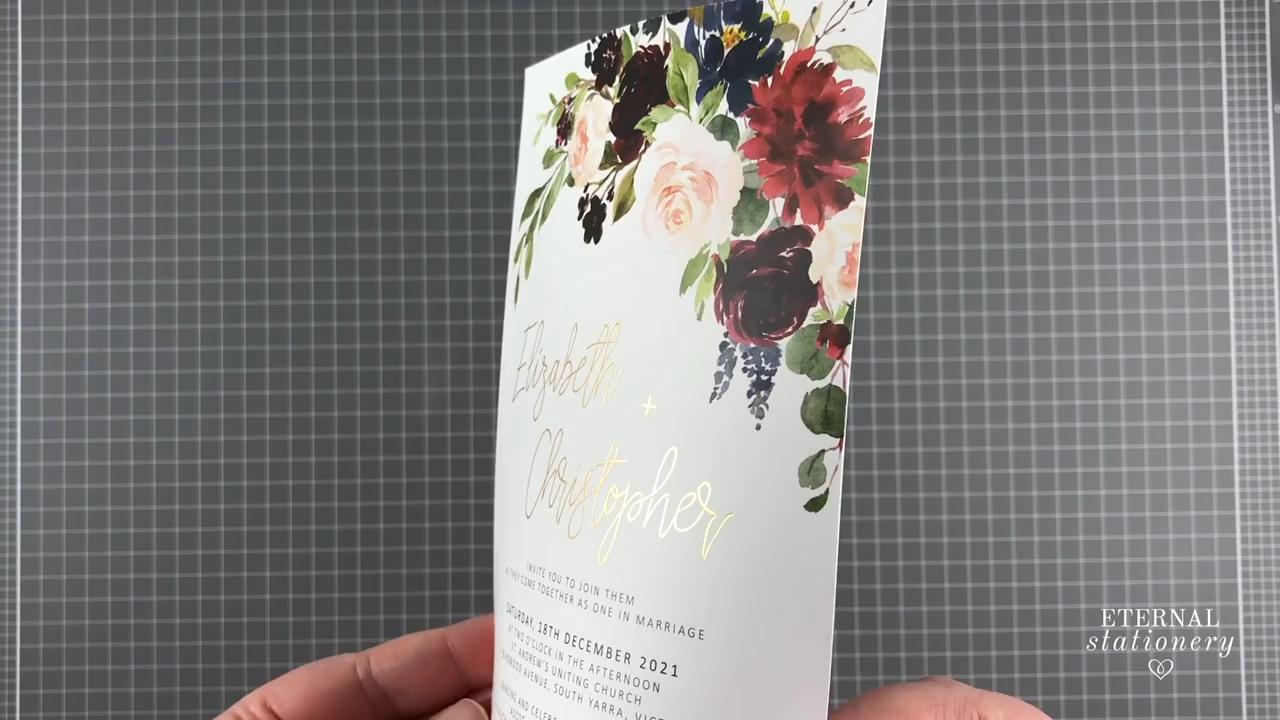 Elizabeth
+
Christopher
INVITE YOU TO JOIN THEM
AS THEY COME TOGETHER AS ONE IN MARRIAGE
SATURDAY, 18TH DECEMBER 2021
AT TWO O'CLOCK IN THE AFTERNOON
ST ANDREW'S UNITING CHURCH
AVENUE, SOUTH YARRA,
AND
ETERNAL
stationery